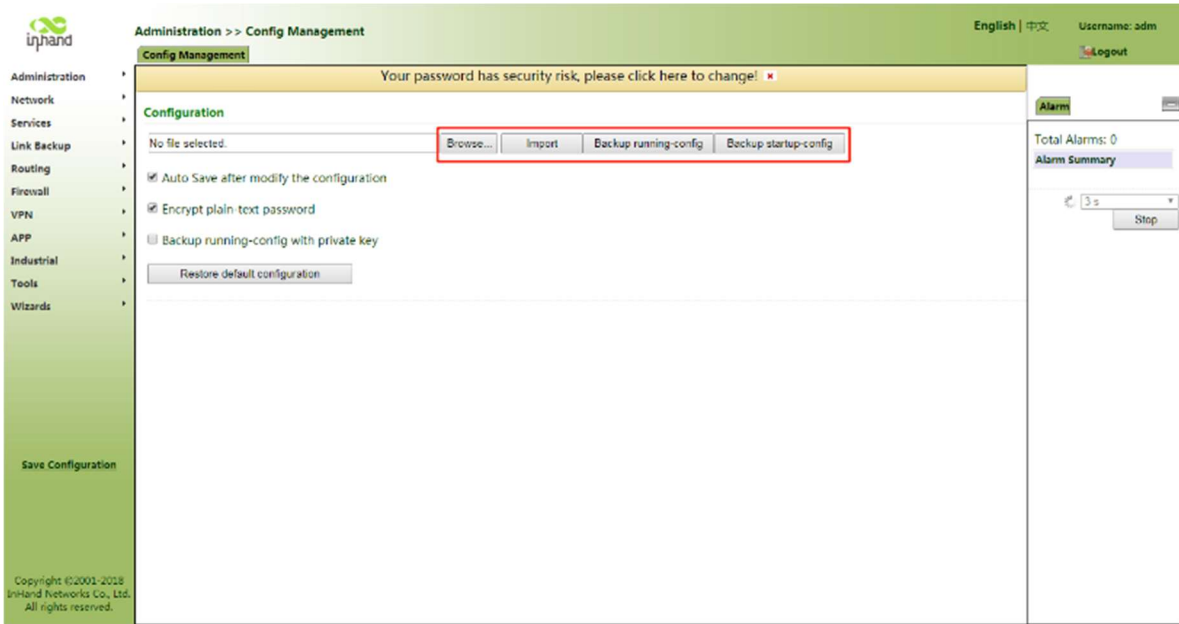 inhand
Administration >> Config Management
English | 中文
Username: adm
Logout
Config Management
Your password has security risk, please click here to change!
Administration
Network
Services
Link Backup
Routing
Firewall
VPN
APP
Industrial
Tools
Wizards
Save Configuration
Copyright ©2001-2018
InHand Networks Co., Ltd.
All rights reserved.
Configuration
No file selected.
Browse... Import Backup running-config Backup startup-config
Auto Save after modify the configuration
Encrypt plain-text password
Backup running-config with private key
Restore default configuration
Alarm
Total Alarms: 0
Alarm Summary
3 s
Stop